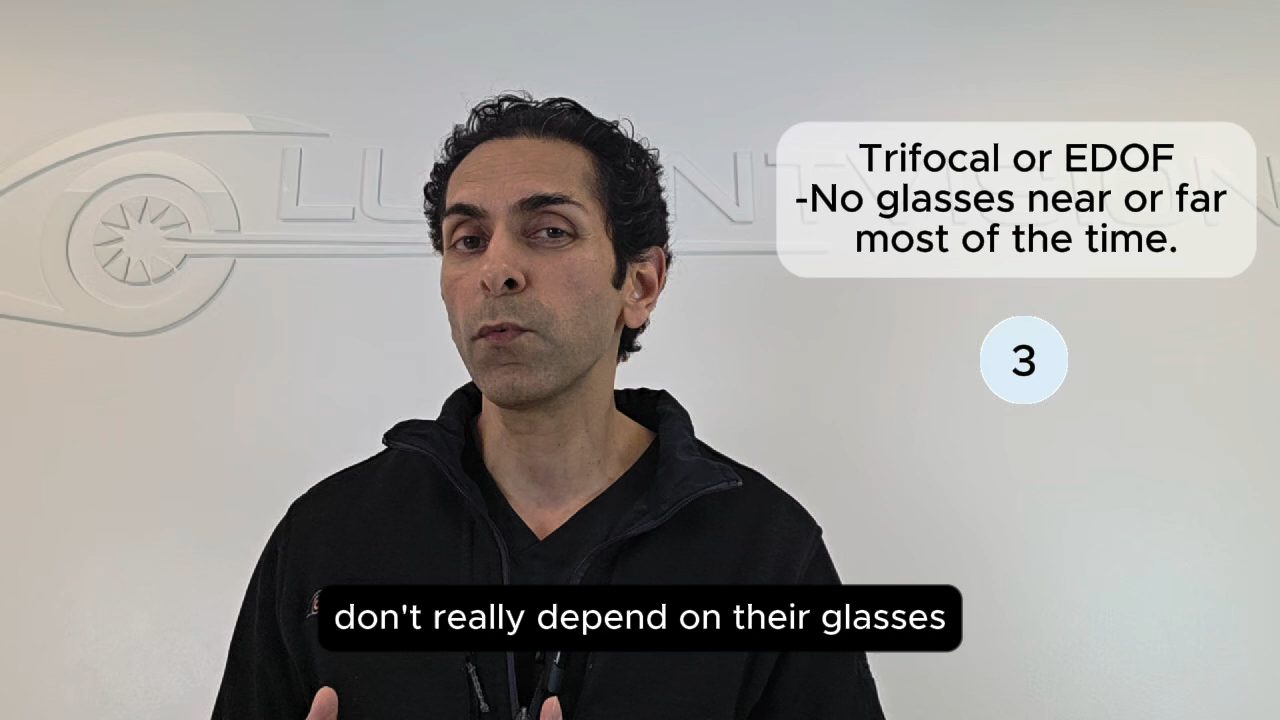 Trifocal or EDOF
-No glasses near or far
most of the time.
3
don't really depend on their glasses